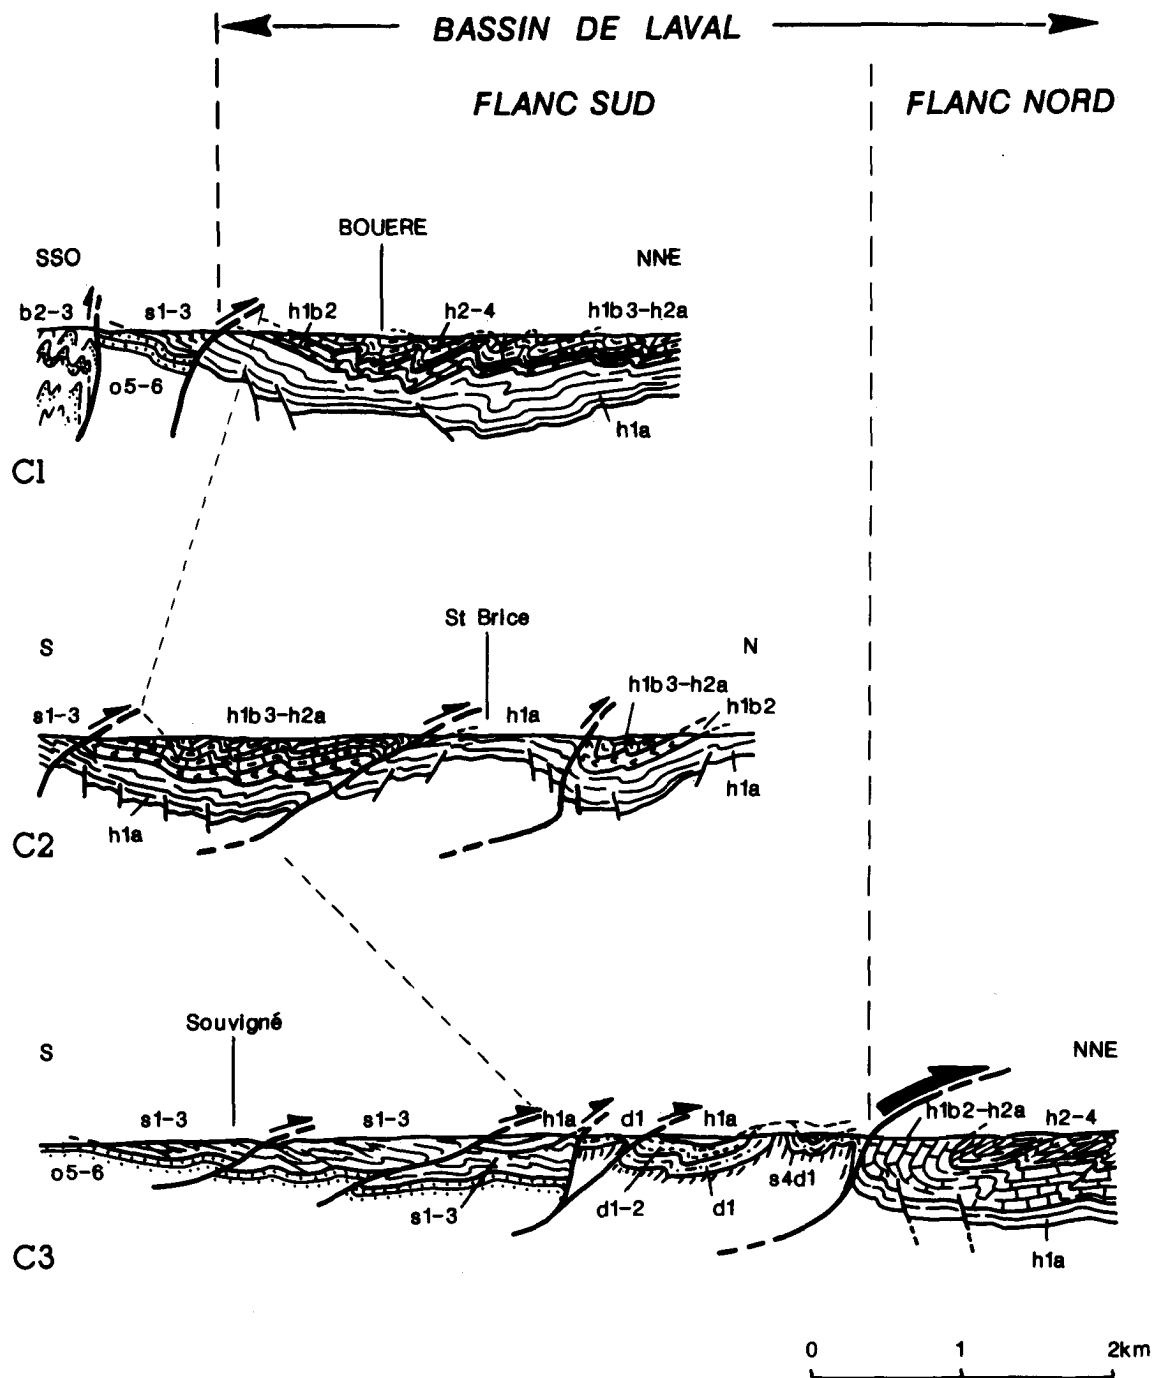 BASSIN DE LAVAL
FLANC SUD
FLANC NORD
BOUERE
SSO
NNE
b2-3
s1-3
h1b2
h2-4
h1b3-h2a
o5-6
h1a
C1
St Brice
S
N
h1b3-h2a
s1-3
h1b3-h2a
h1a
h1b2
h1a
h1a
C2
Souvigné
S
NNE
s1-3
s1-3
h1a
d1
h1a
h1b2-h2a
h2-4
o5-6
s4d1
s1-3
d1-2
d1
h1a
C3
0 1 2km